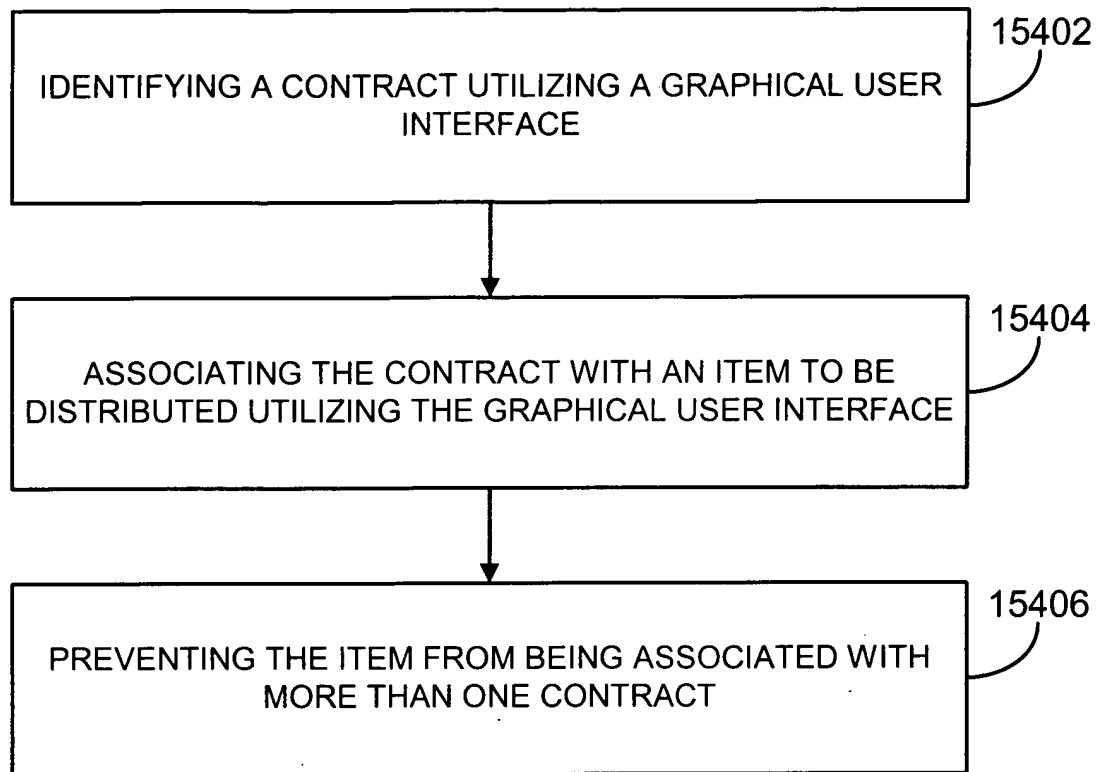 15402
IDENTIFYING A CONTRACT UTILIZING A GRAPHICAL USER
INTERFACE
15404
ASSOCIATING THE CONTRACT WITH AN ITEM TO BE
DISTRIBUTED UTILIZING THE GRAPHICAL USER INTERFACE
15406
PREVENTING THE ITEM FROM BEING ASSOCIATED WITH
MORE THAN ONE CONTRACT